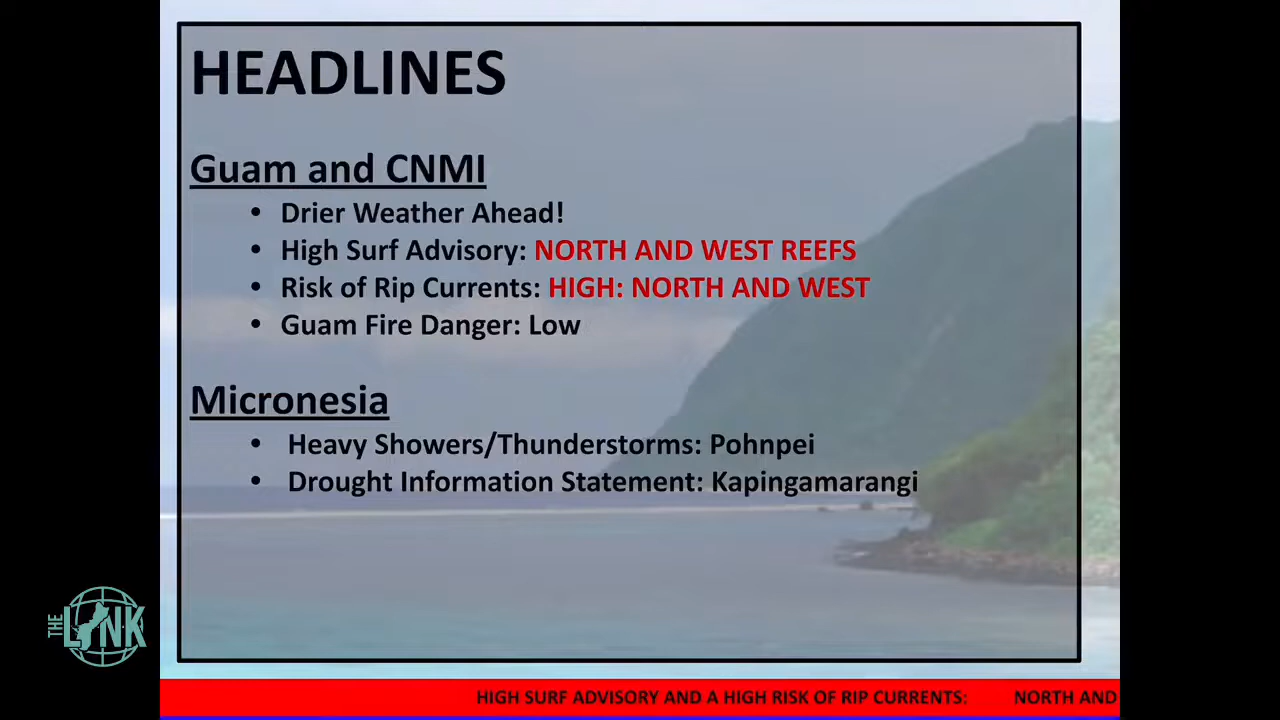 HEADLINES
Guam and CNMI
• Drier Weather Ahead!
• High Surf Advisory: NORTH AND WEST REEFS
• Risk of Rip Currents: HIGH: NORTH AND WEST
• Guam Fire Danger: Low
Micronesia
• Heavy Showers/Thunderstorms: Pohnpei
• Drought Information Statement: Kapingamarangi
THE LINK
HIGH SURF ADVISORY AND A HIGH RISK OF RIP CURRENTS: NORTH AND